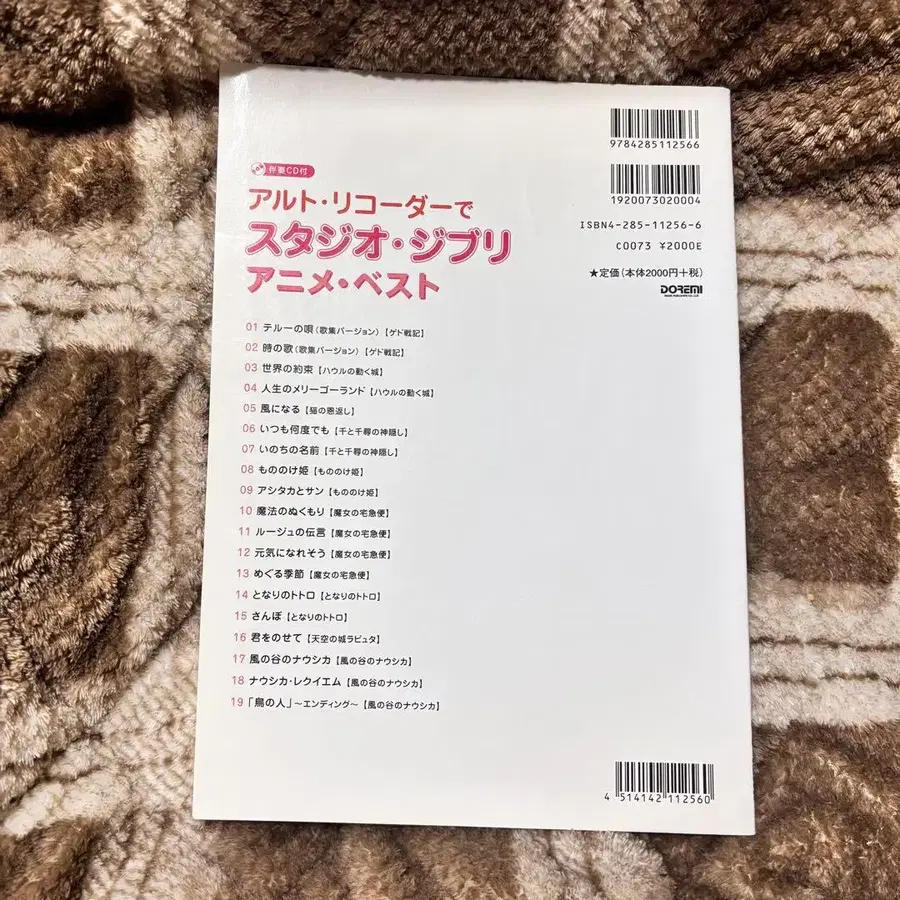 9784285112566
1920073020004
ISBN4-285-11256-6
C0073 ¥2000E
★定価(本体2000円+税)
DOREMI
伴奏CD付
アルト・リコーダーで
スタジオ・ジブリ
アニメ・ベスト
01 テルーの唄(歌集バージョン)【ゲド戦記】
02 時の歌(歌集バージョン)【ゲド戦記】
03 世界の約束【ハウルの動く城】
04 人生のメリーゴーランド【ハウルの動く城】
05 風になる【猫の恩返し】
06 いつも何度でも【千と千尋の神隠し】
07 いのちの名前【千と千尋の神隠し】
08 もののけ姫【もののけ姫】
09 アシタカとサン【もののけ姫】
10 魔法のぬくもり【魔女の宅急便】
11 ルージュの伝言【魔女の宅急便】
12 元気になれそう【魔女の宅急便】
13 めぐる季節【魔女の宅急便】
14 となりのトトロ【となりのトトロ】
15 さんぽ【となりのトトロ】
16 君をのせて【天空の城ラピュタ】
17 風の谷のナウシカ【風の谷のナウシカ】
18 ナウシカ・レクイエム【風の谷のナウシカ】
19 「鳥の人」～エンディング～【風の谷のナウシカ】
4 514142 112560